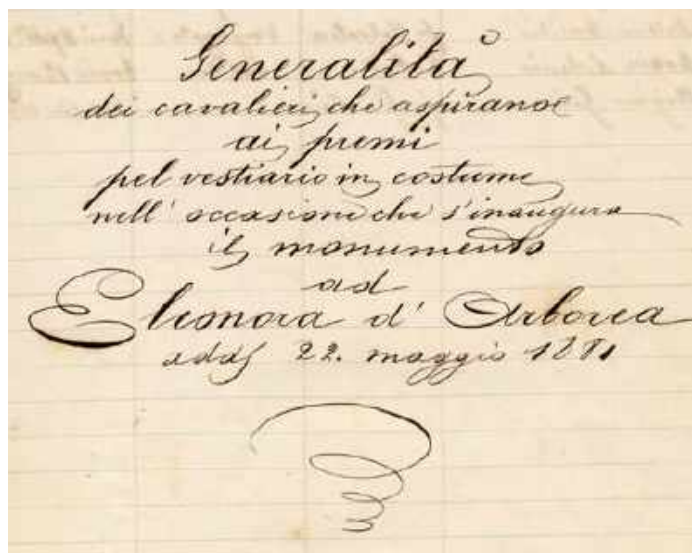 Generalità
dei cavalieri che aspirano
ai premi
pel vestiario in costume
nell' occasione che s'inaugura
il monumento
ad
Eleonora d' Arborea
addì 22. maggio 1881